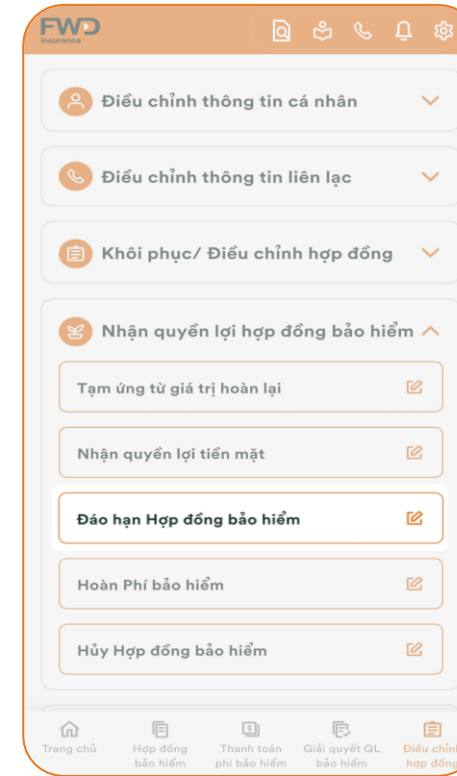 FWD
insurance
Điều chỉnh thông tin cá nhân
Điều chỉnh thông tin liên lạc
Khôi phục/ Điều chỉnh hợp đồng
Nhận quyền lợi hợp đồng bảo hiểm
Tạm ứng từ giá trị hoàn lại
Nhận quyền lợi tiền mặt
Đáo hạn Hợp đồng bảo hiểm
Hoàn Phí bảo hiểm
Hủy Hợp đồng bảo hiểm
Trang chủ
Hợp đồng
bảo hiểm
Thanh toán
phí bảo hiểm
Giải quyết QL
bảo hiểm
Điều chỉnh
hợp đồng